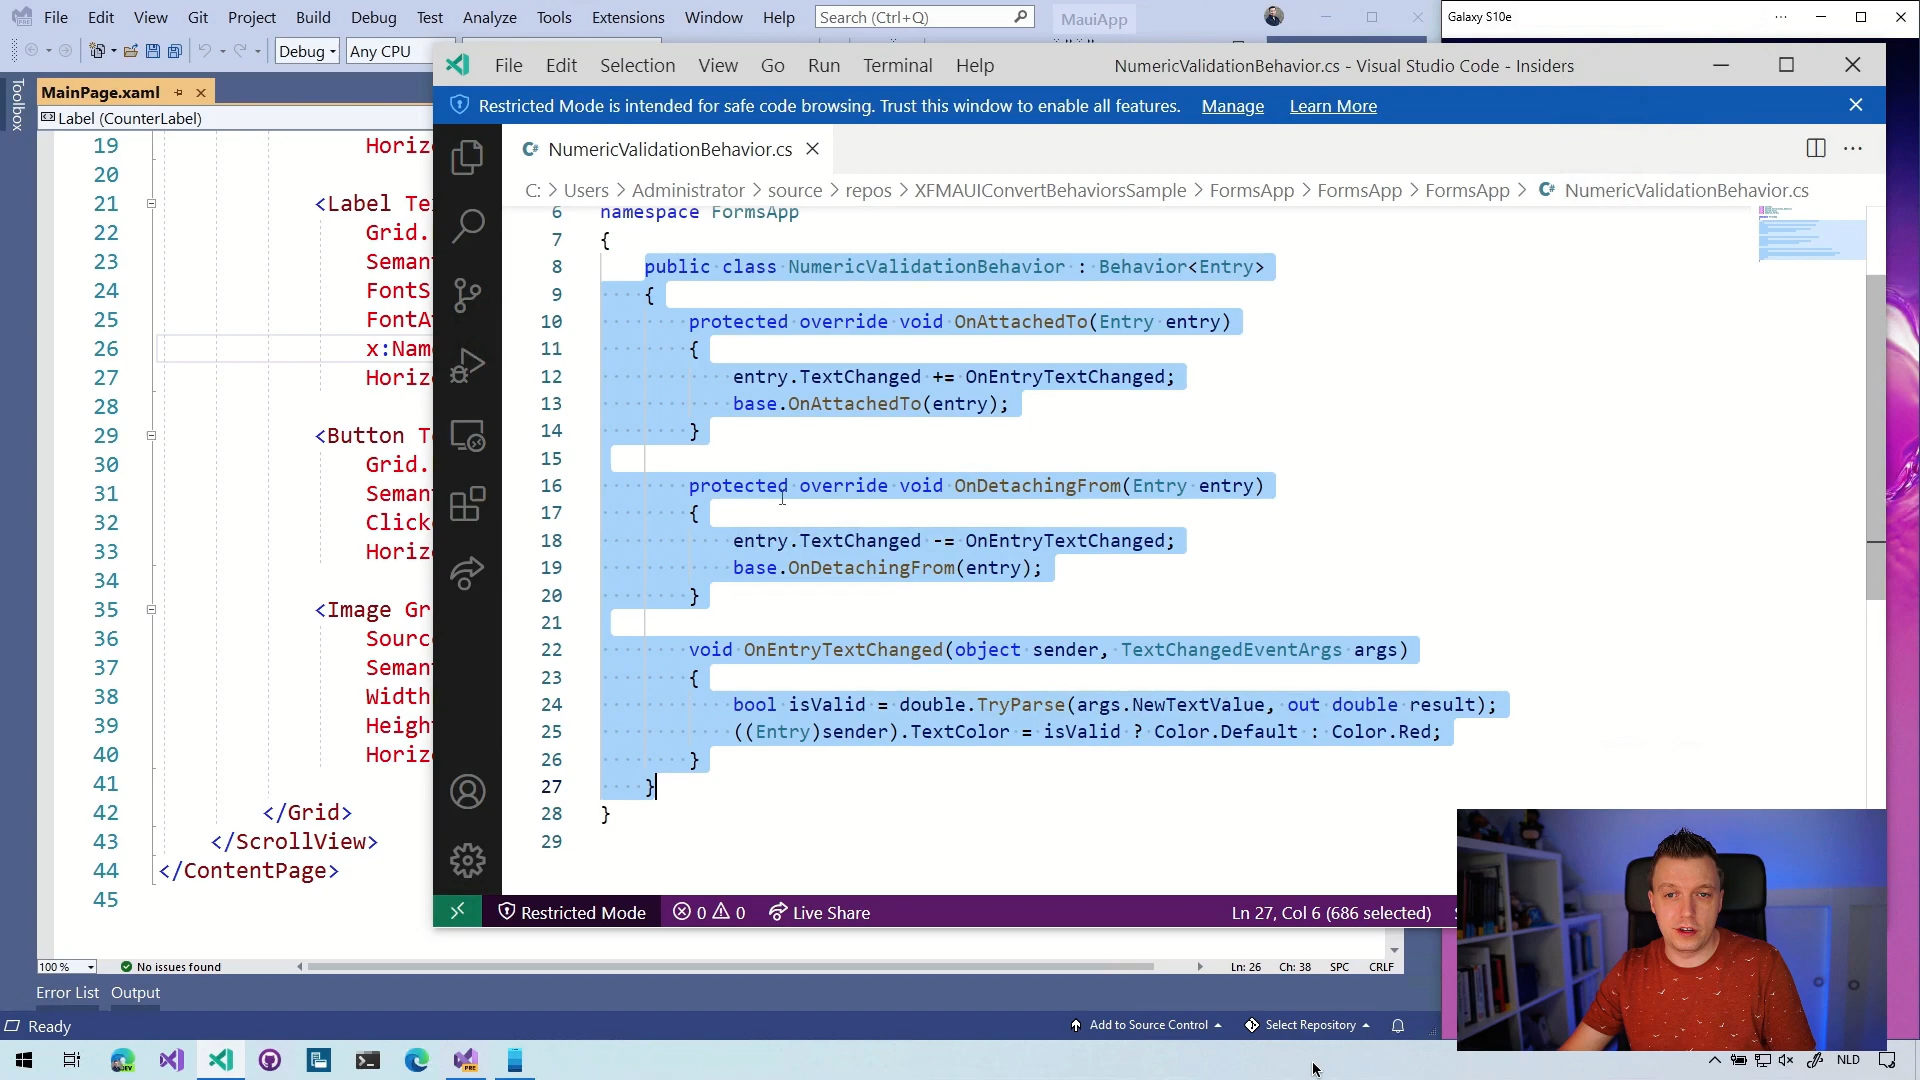 File Edit View Git Project Build Debug Test Analyze Tools Extensions Window Help Search (Ctrl+Q) MauiApp
Galaxy S10e
Debug Any CPU
Toolbox
MainPage.xaml
Label (CounterLabel)
19 Horiz
20
21 <Label Te
22 Grid.
23 Seman
24 FontS
25 FontA
26 x:Nam
27 Horiz
28
29 <Button T
30 Grid.
31 Seman
32 Click
33 Horiz
34
35 <Image Gr
36 Sourc
37 Seman
38 Width
39 Heigh
40 Horiz
41
42 </Grid>
43 </ScrollView>
44 </ContentPage>
45
File Edit Selection View Go Run Terminal Help NumericValidationBehavior.cs - Visual Studio Code - Insiders
Restricted Mode is intended for safe code browsing. Trust this window to enable all features. Manage Learn More
C# NumericValidationBehavior.cs
C: > Users > Administrator > source > repos > XFMAUIConvertBehaviorsSample > FormsApp > FormsApp > FormsApp > C# NumericValidationBehavior.cs
6 namespace FormsApp
7 {
8 public class NumericValidationBehavior : Behavior<Entry>
9 {
10 protected override void OnAttachedTo(Entry entry)
11 {
12 entry.TextChanged += OnEntryTextChanged;
13 base.OnAttachedTo(entry);
14 }
15
16 protected override void OnDetachingFrom(Entry entry)
17 {
18 entry.TextChanged -= OnEntryTextChanged;
19 base.OnDetachingFrom(entry);
20 }
21
22 void OnEntryTextChanged(object sender, TextChangedEventArgs args)
23 {
24 bool isValid = double.TryParse(args.NewTextValue, out double result);
25 ((Entry)sender).TextColor = isValid ? Color.Default : Color.Red;
26 }
27 }
28 }
29
Restricted Mode 0 0 Live Share Ln 27, Col 6 (686 selected)
100 % No issues found Ln: 26 Ch: 38 SPC CRLF
Error List Output
Ready Add to Source Control Select Repository
NLD